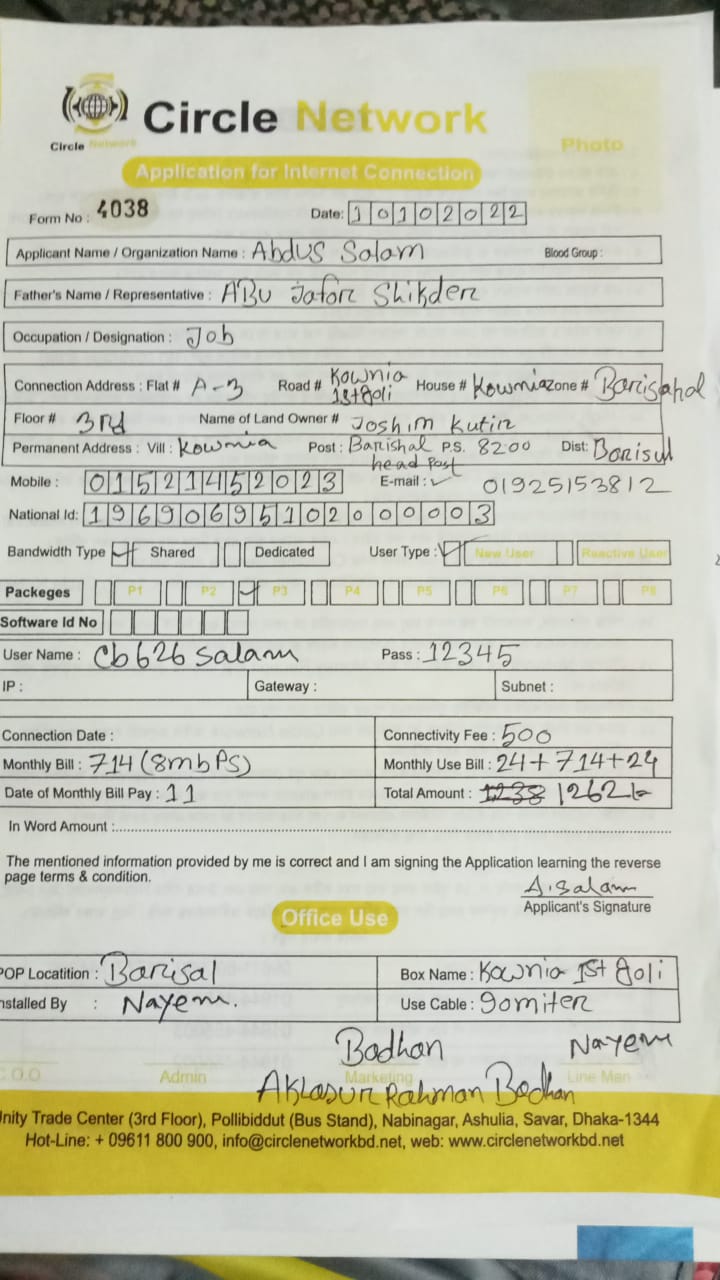 Circle Network
Circle Network
Photo
Application for Internet Connection
Form No : 4038 Date: 10102022
Applicant Name / Organization Name : Abdus Salam Blood Group :
Father's Name / Representative : ABU Jafor Shikder
Occupation / Designation : Job
Connection Address : Flat # A-3 Road # Kownia 1st goli House # Kownia Zone # Barisahal
Floor # 3rd Name of Land Owner # Joshim Kutir
Permanent Address : Vill : Kownia Post : Barishal head Post P.S. 8200 Dist: Borisul
Mobile : 01521452023 E-mail : 01925153812
National Id: 19690695102000003
Bandwidth Type Shared Dedicated User Type : New User Reactive User
Packeges P1 P2 P3 P4 P5 P6 P7 P8
Software Id No
User Name : Cb626 Salam Pass : 12345
IP : Gateway : Subnet :
Connection Date : Connectivity Fee : 500
Monthly Bill : 714 (8mbPS) Monthly Use Bill : 24+714+24
Date of Monthly Bill Pay : 11 Total Amount : 1238 1262
In Word Amount :
The mentioned information provided by me is correct and I am signing the Application learning the reverse
page terms & condition.
A. Salam
Applicant's Signature
Office Use
POP Locatition : Barisal Box Name : Kownia 1st goli
nstalled By : Nayem. Use Cable : 90miter
Bodhan Nayem
C.O.O Admin Marketing Line Man
Aklasur Rahman Bodhan
Unity Trade Center (3rd Floor), Pollibiddut (Bus Stand), Nabinagar, Ashulia, Savar, Dhaka-1344
Hot-Line: + 09611 800 900, info@circlenetworkbd.net, web: www.circlenetworkbd.net